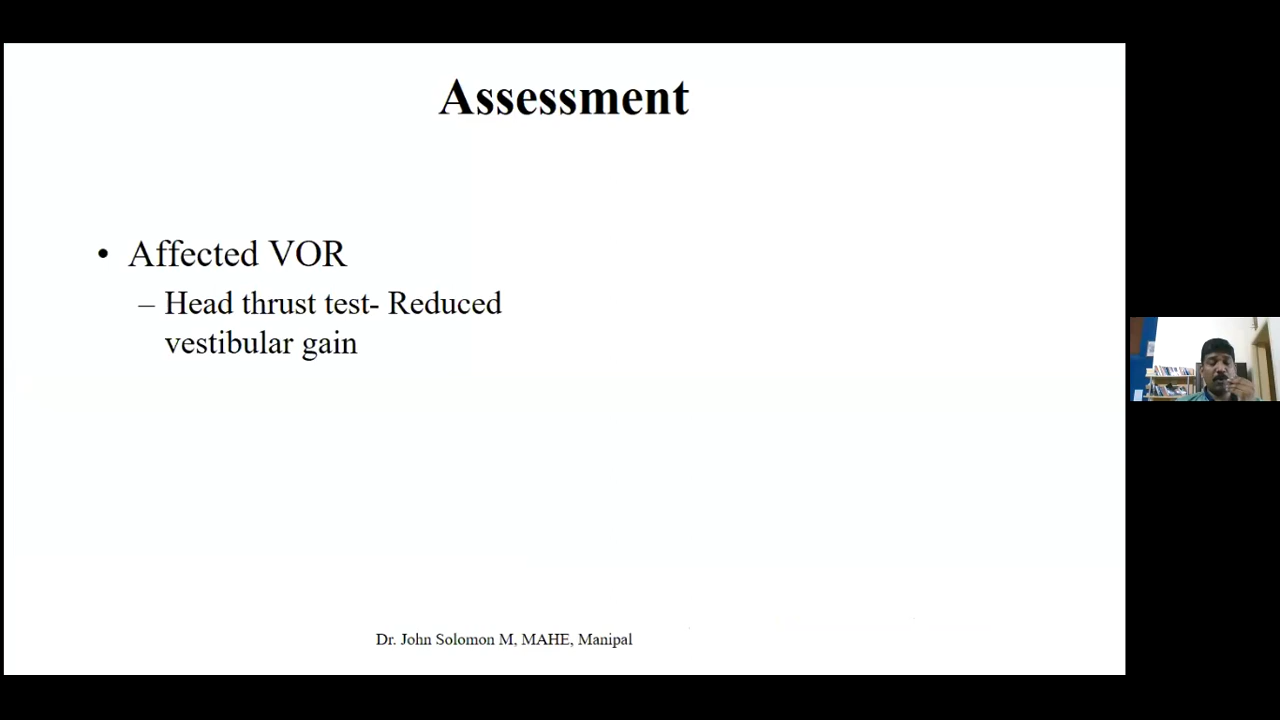 Assessment
• Affected VOR
– Head thrust test- Reduced
vestibular gain
Dr. John Solomon M, MAHE, Manipal